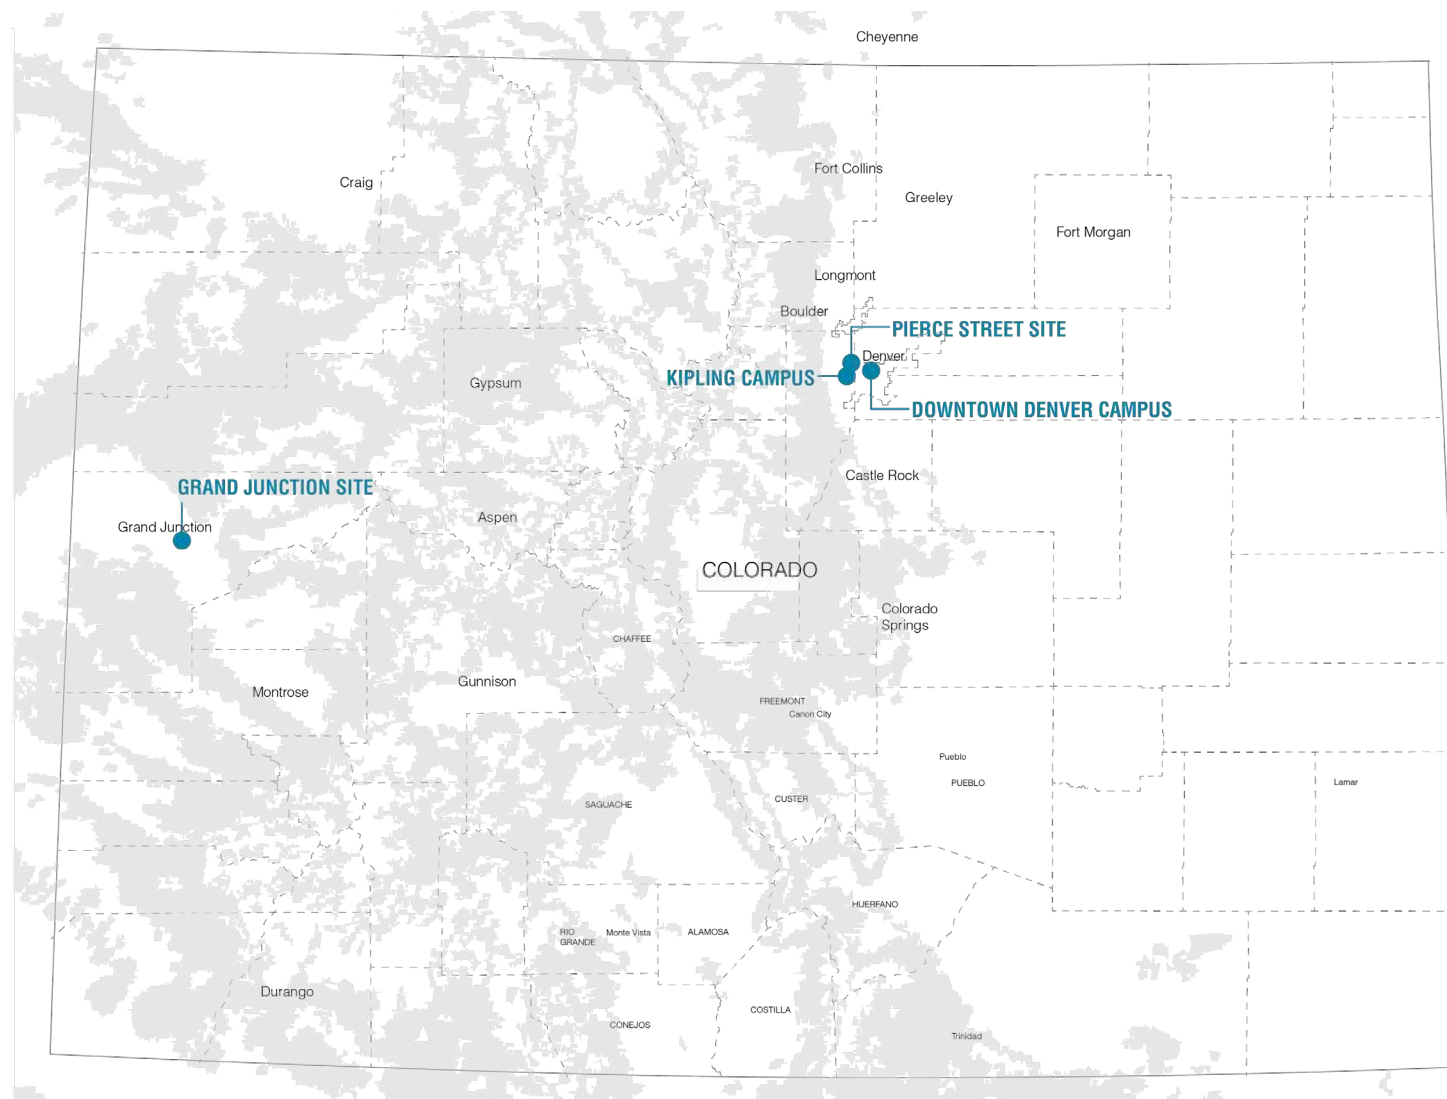 Cheyenne
Fort Collins
Craig
Greeley
Fort Morgan
Longmont
Boulder
PIERCE STREET SITE
Denver
KIPLING CAMPUS
Gypsum
DOWNTOWN DENVER CAMPUS
Castle Rock
GRAND JUNCTION SITE
Aspen
Grand Junction
COLORADO
Colorado
Springs
CHAFFEE
Gunnison
Montrose
FREEMONT
Canon City
Pueblo
PUEBLO
Lamar
CUSTER
SAGUACHE
HUERFANO
RIO
GRANDE
Monte Vista
ALAMOSA
Durango
COSTILLA
CONEJOS
Trinidad